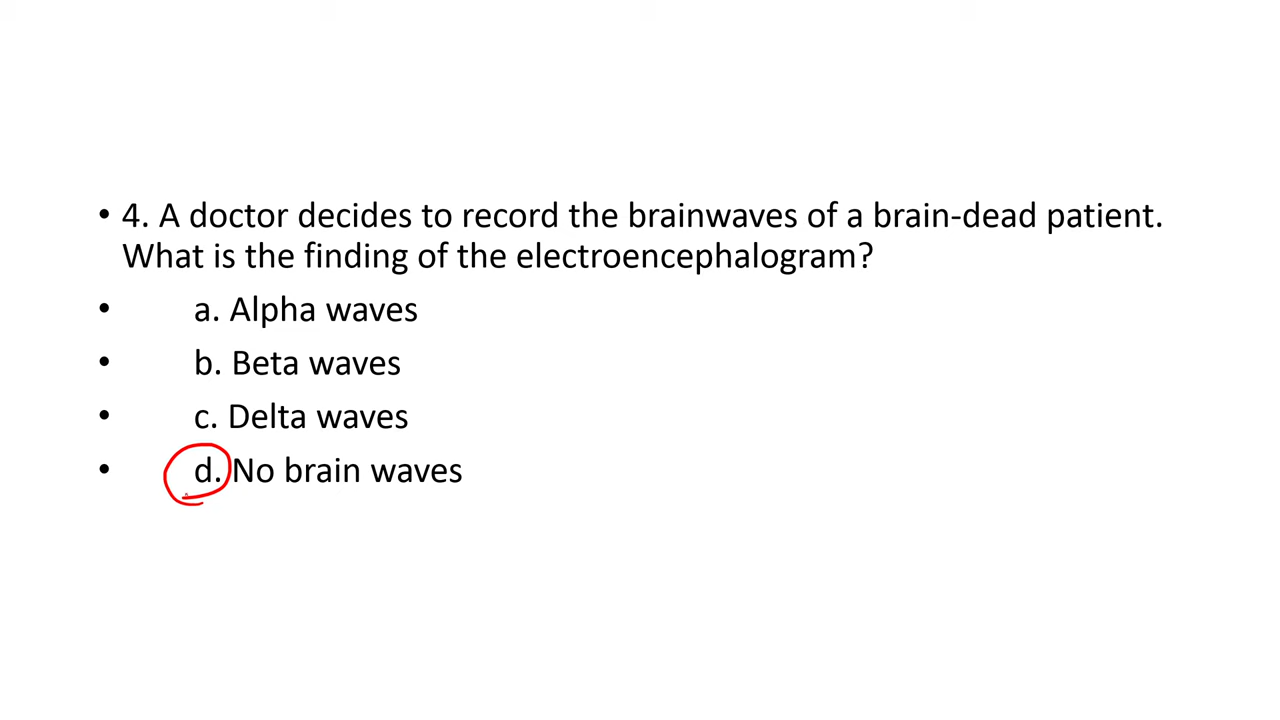 • 4. A doctor decides to record the brainwaves of a brain-dead patient.
What is the finding of the electroencephalogram?
• a. Alpha waves
• b. Beta waves
• c. Delta waves
• d. No brain waves